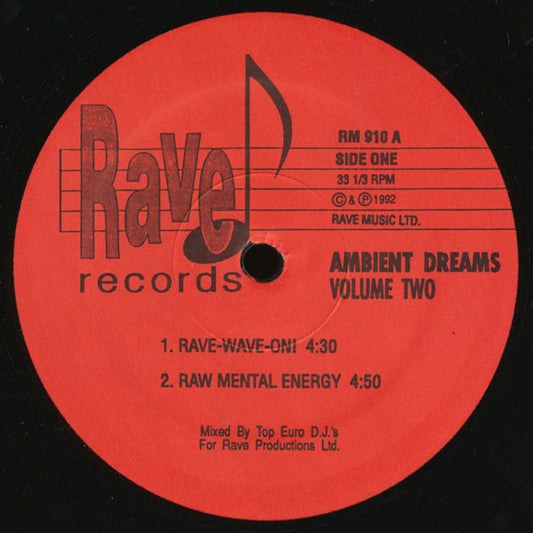 Rave
records
RM 910 A
SIDE ONE
33 1/3 RPM
© & ℗ 1992
RAVE MUSIC LTD.
AMBIENT DREAMS
VOLUME TWO
1. RAVE-WAVE-ON! 4:30
2. RAW MENTAL ENERGY 4:50
Mixed By Top Euro D.J.'s
For Rave Productions Ltd.